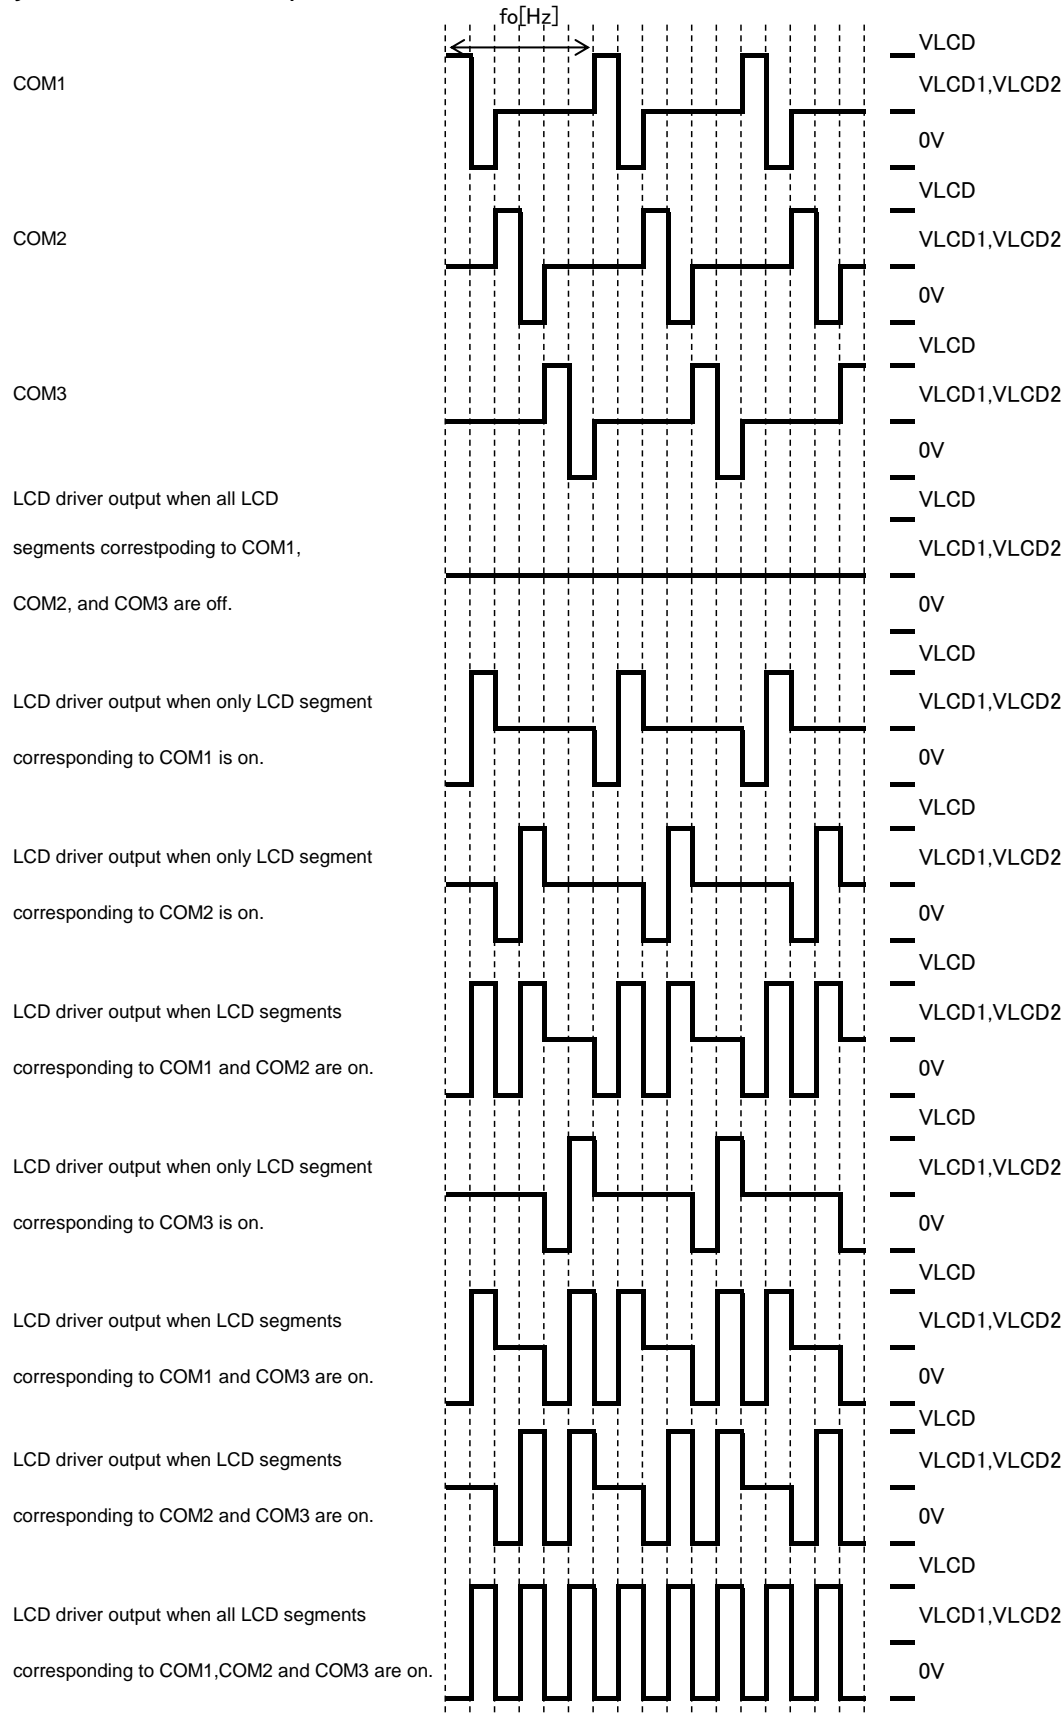 fo[Hz]
VLCD
COM1
VLCD1,VLCD2
0V
VLCD
COM2
VLCD1,VLCD2
0V
VLCD
COM3
VLCD1,VLCD2
0V
LCD driver output when all LCD
VLCD
segments correstpoding to COM1,
VLCD1,VLCD2
COM2, and COM3 are off.
0V
VLCD
LCD driver output when only LCD segment
VLCD1,VLCD2
corresponding to COM1 is on.
0V
VLCD
LCD driver output when only LCD segment
VLCD1,VLCD2
corresponding to COM2 is on.
0V
VLCD
LCD driver output when LCD segments
VLCD1,VLCD2
corresponding to COM1 and COM2 are on.
0V
VLCD
LCD driver output when only LCD segment
VLCD1,VLCD2
corresponding to COM3 is on.
0V
VLCD
LCD driver output when LCD segments
VLCD1,VLCD2
corresponding to COM1 and COM3 are on.
0V
VLCD
LCD driver output when LCD segments
VLCD1,VLCD2
corresponding to COM2 and COM3 are on.
0V
VLCD
LCD driver output when all LCD segments
VLCD1,VLCD2
corresponding to COM1,COM2 and COM3 are on.
0V